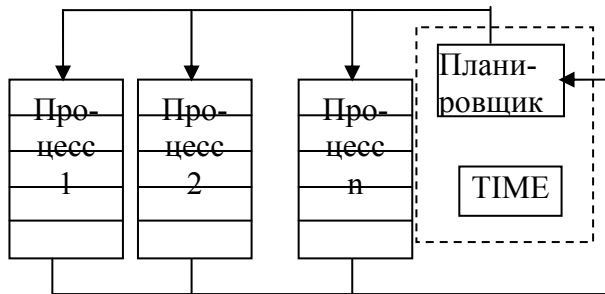 Про-
цесс
1
Про-
цесс
2
Про-
цесс
n
Плани-
ровщик
TIME